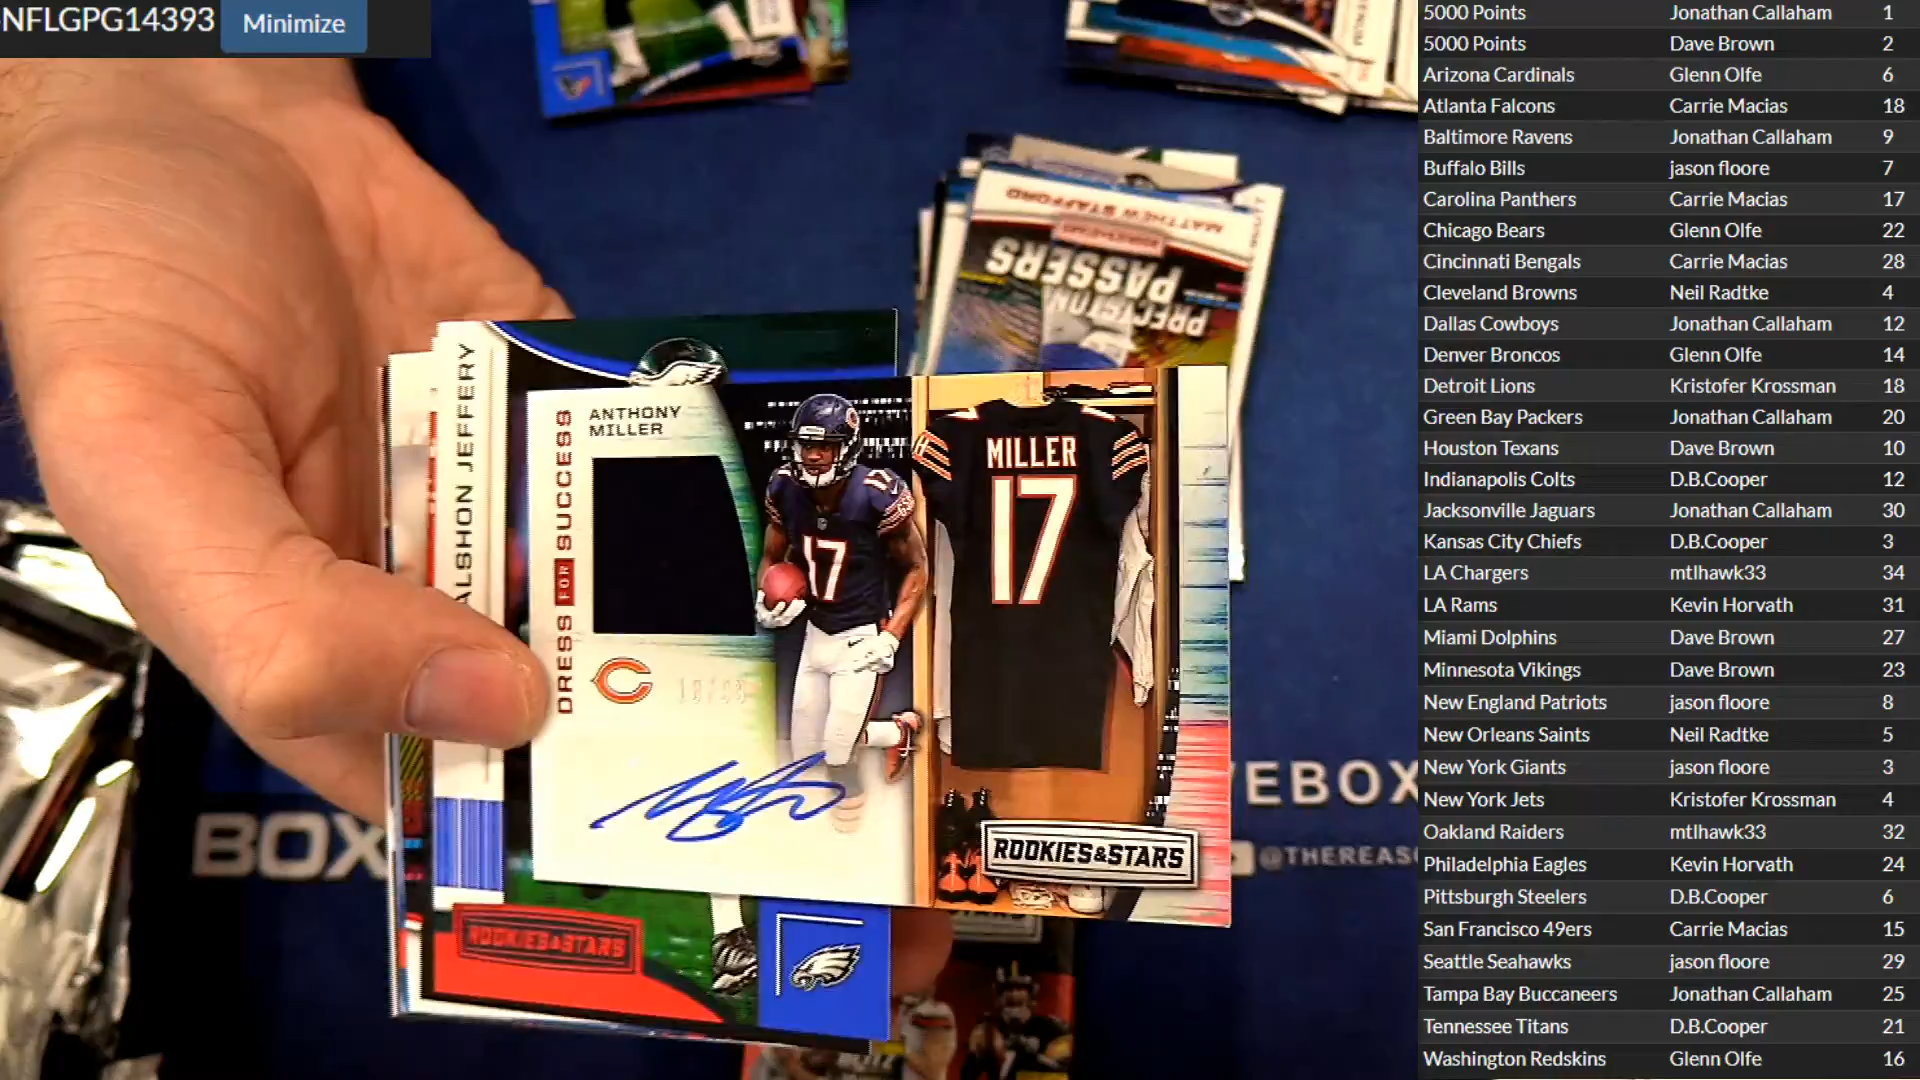 NFLGPG14393 Minimize
MATTHEW STAFFORD
PRECISION
PASSERS
ALSHON JEFFERY
DRESS FOR SUCCESS
ANTHONY
MILLER
17
MILLER
17
ROOKIES&STARS
ROOKIES&STARS
BOX
VEBOX
@THEREAS
5000 Points Jonathan Callaham 1
5000 Points Dave Brown 2
Arizona Cardinals Glenn Olfe 6
Atlanta Falcons Carrie Macias 18
Baltimore Ravens Jonathan Callaham 9
Buffalo Bills jason floore 7
Carolina Panthers Carrie Macias 17
Chicago Bears Glenn Olfe 22
Cincinnati Bengals Carrie Macias 28
Cleveland Browns Neil Radtke 4
Dallas Cowboys Jonathan Callaham 12
Denver Broncos Glenn Olfe 14
Detroit Lions Kristofer Krossman 18
Green Bay Packers Jonathan Callaham 20
Houston Texans Dave Brown 10
Indianapolis Colts D.B.Cooper 12
Jacksonville Jaguars Jonathan Callaham 30
Kansas City Chiefs D.B.Cooper 3
LA Chargers mtlhawk33 34
LA Rams Kevin Horvath 31
Miami Dolphins Dave Brown 27
Minnesota Vikings Dave Brown 23
New England Patriots jason floore 8
New Orleans Saints Neil Radtke 5
New York Giants jason floore 3
New York Jets Kristofer Krossman 4
Oakland Raiders mtlhawk33 32
Philadelphia Eagles Kevin Horvath 24
Pittsburgh Steelers D.B.Cooper 6
San Francisco 49ers Carrie Macias 15
Seattle Seahawks jason floore 29
Tampa Bay Buccaneers Jonathan Callaham 25
Tennessee Titans D.B.Cooper 21
Washington Redskins Glenn Olfe 16